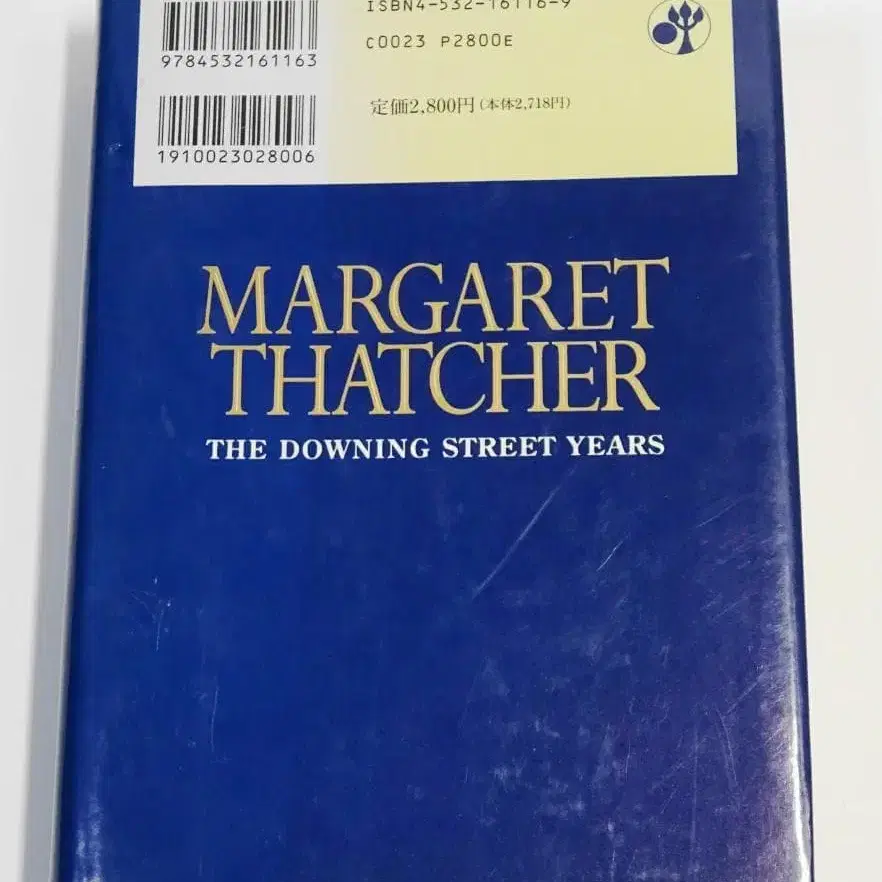 ISBN4-532-16116-9
9784532161163
C0023 P2800E
定価2,800円(本体2,718円)
1910023028006
MARGARET
THATCHER
THE DOWNING STREET YEARS